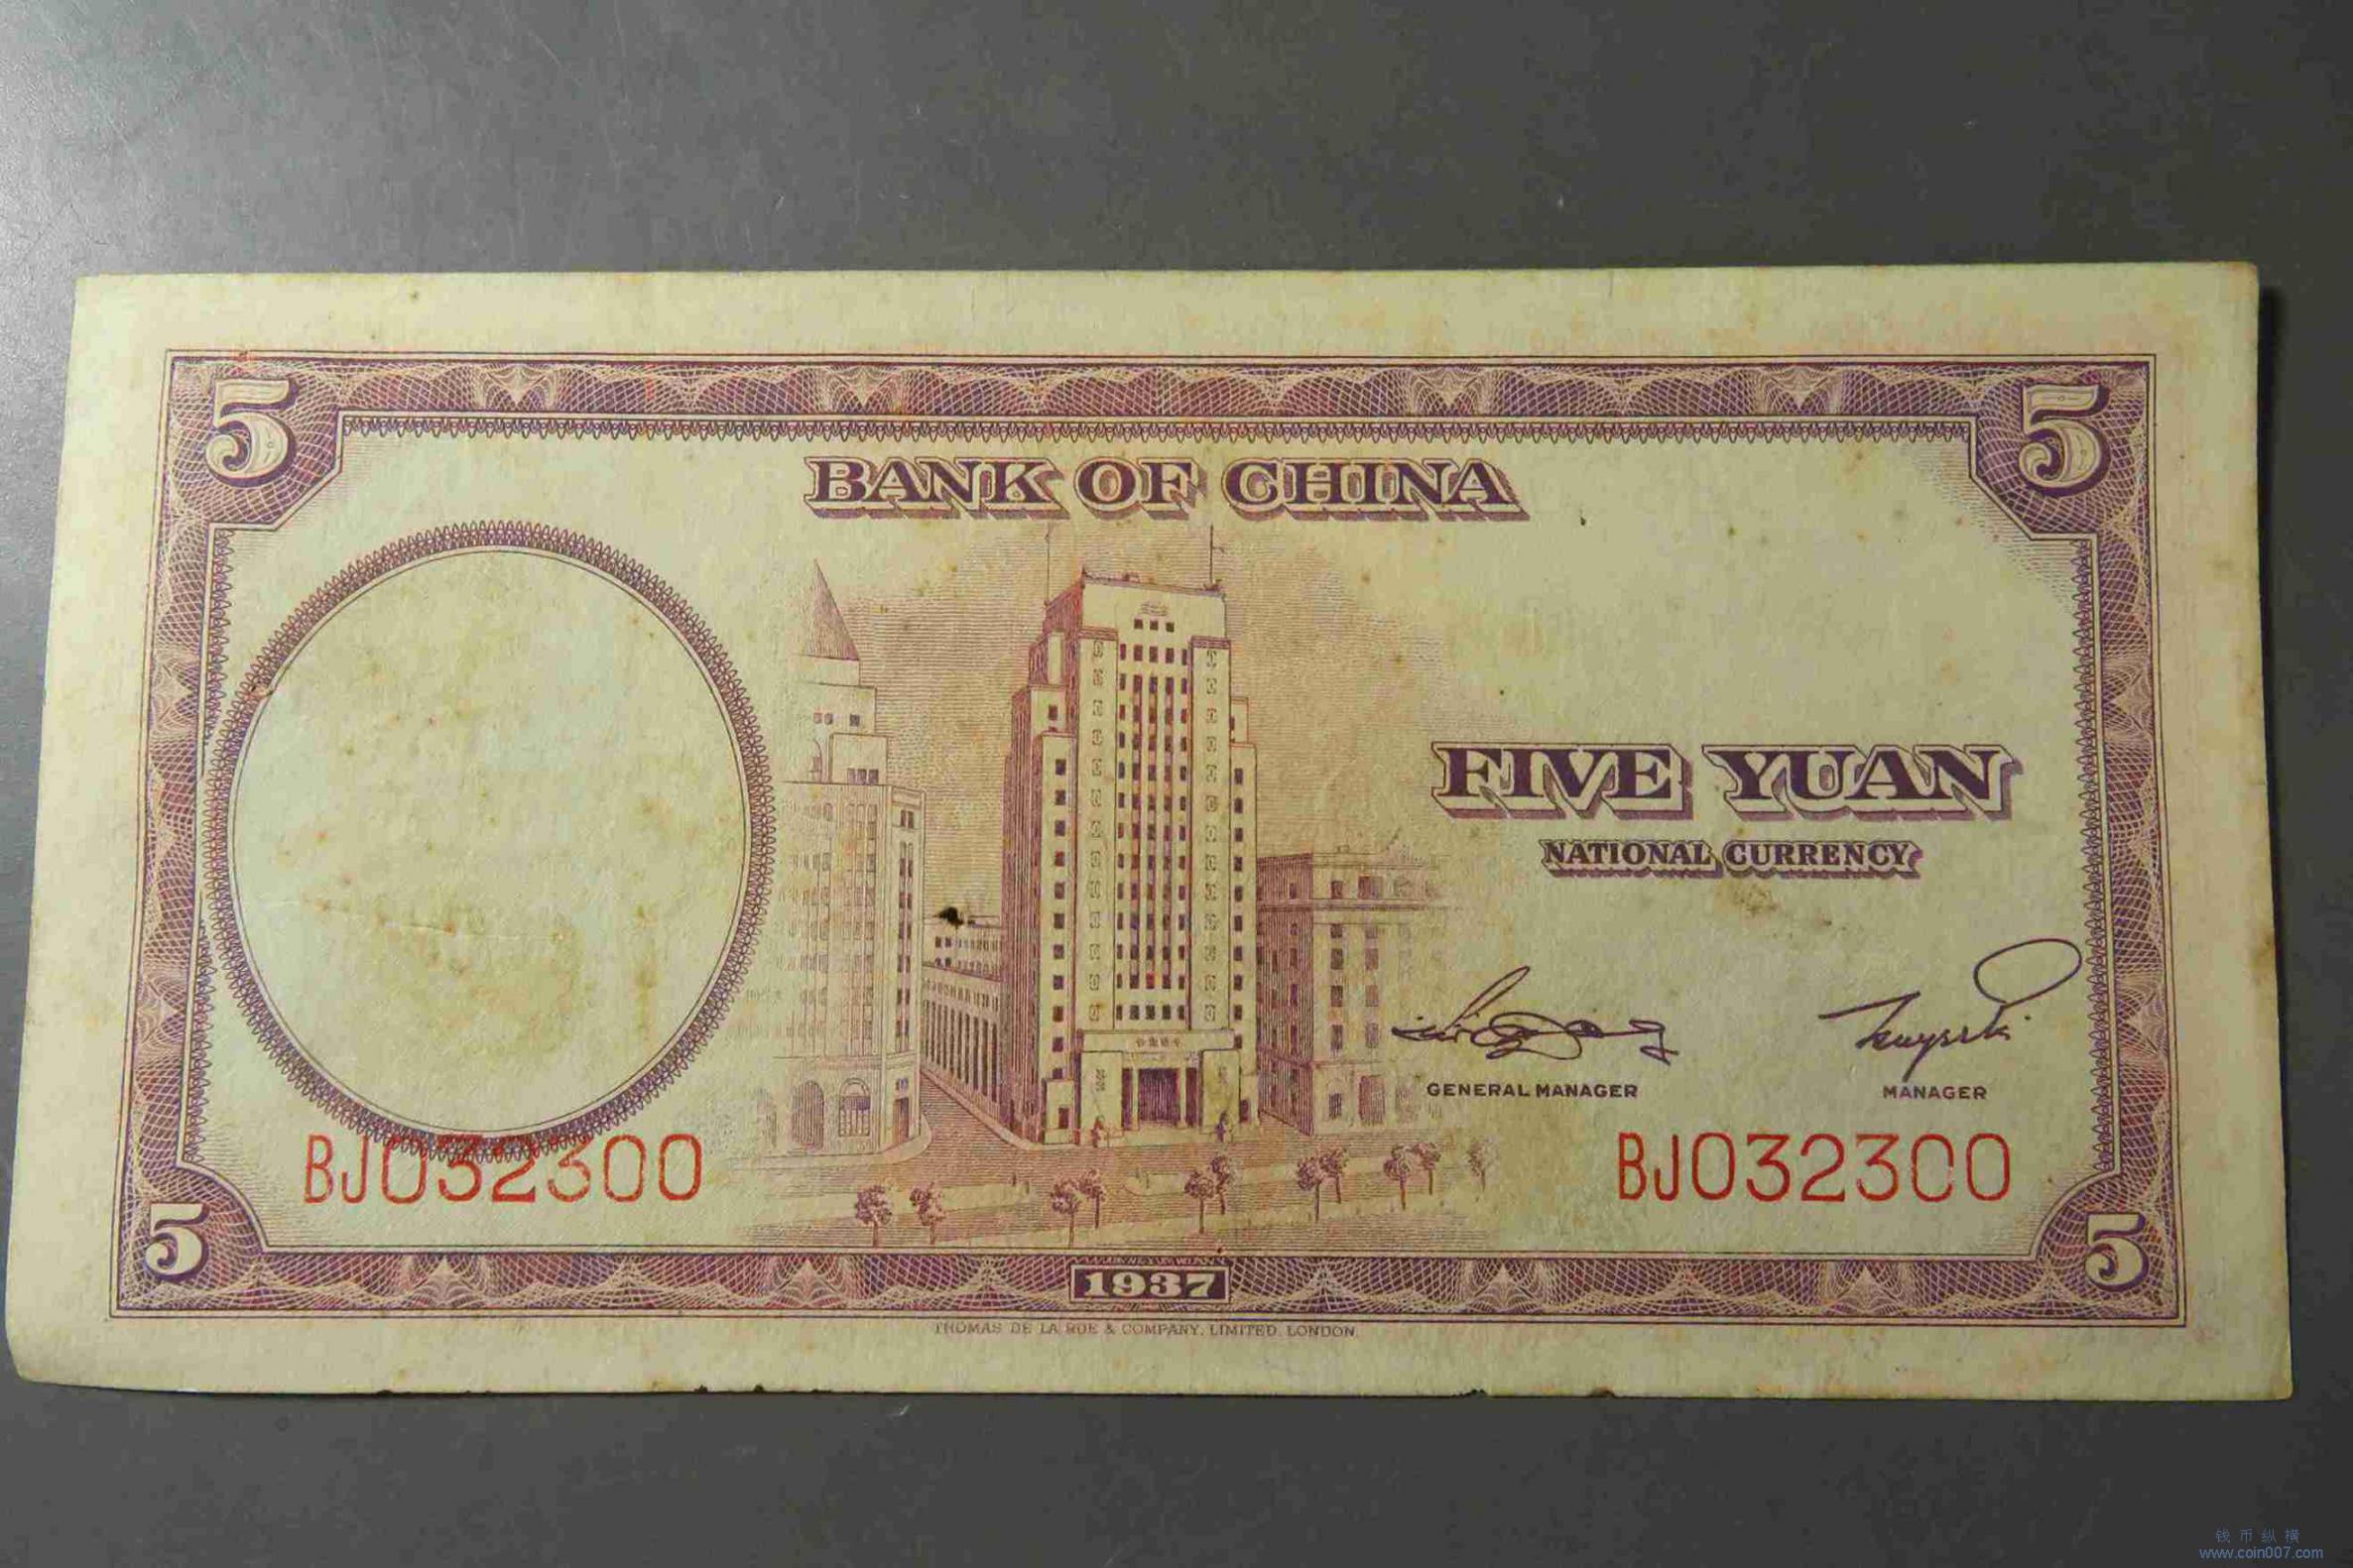 5 5
BANK OF CHINA
FIVE YUAN
NATIONAL CURRENCY
GENERAL MANAGER MANAGER
BJ032300 BJ032300
5 5
1937
THOMAS DE LA RUE & COMPANY, LIMITED, LONDON.
钱币纵横
www.coin007.com